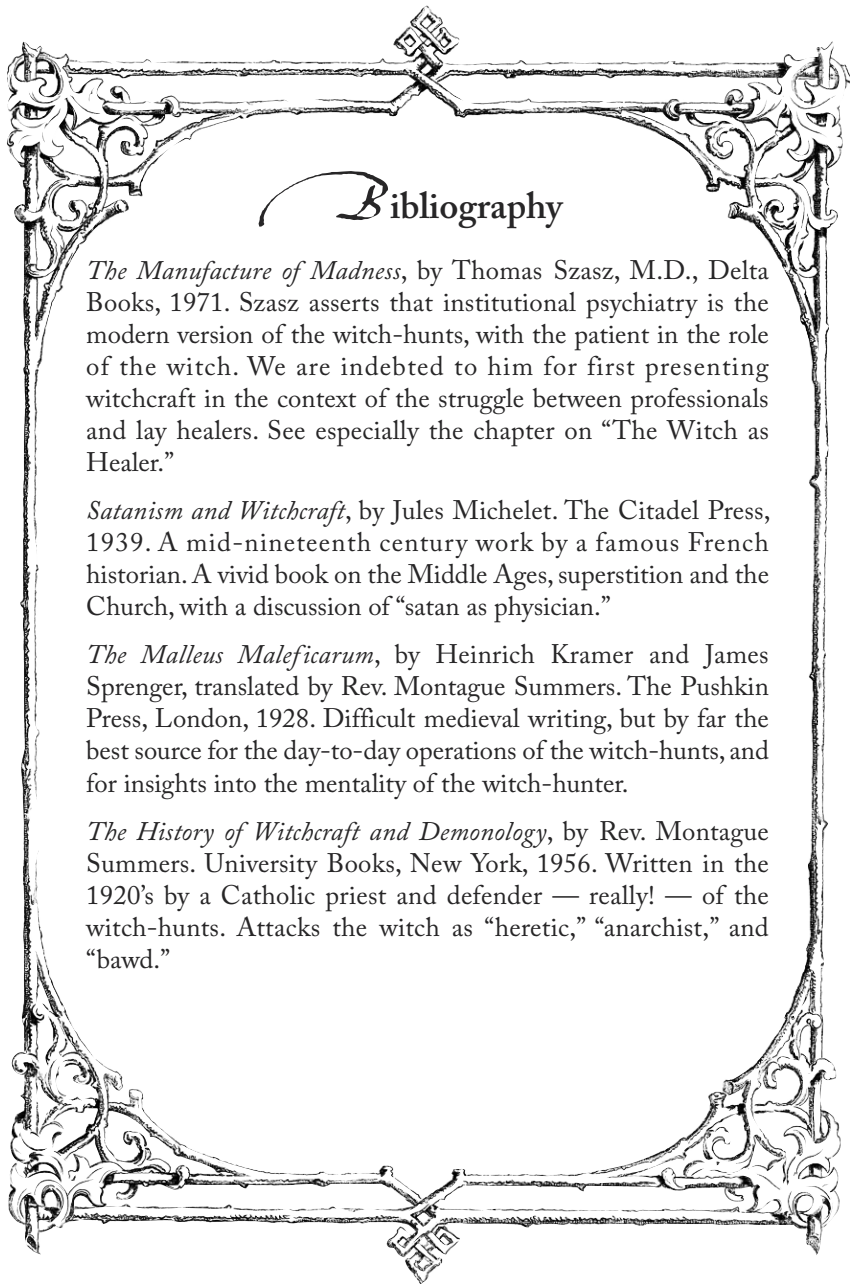 Bibliography
The Manufacture of Madness, by Thomas Szasz, M.D., Delta
Books, 1971. Szasz asserts that institutional psychiatry is the
modern version of the witch-hunts, with the patient in the role
of the witch. We are indebted to him for first presenting
witchcraft in the context of the struggle between professionals
and lay healers. See especially the chapter on “The Witch as
Healer.”
Satanism and Witchcraft, by Jules Michelet. The Citadel Press,
1939. A mid-nineteenth century work by a famous French
historian. A vivid book on the Middle Ages, superstition and the
Church, with a discussion of “satan as physician.”
The Malleus Maleficarum, by Heinrich Kramer and James
Sprenger, translated by Rev. Montague Summers. The Pushkin
Press, London, 1928. Difficult medieval writing, but by far the
best source for the day-to-day operations of the witch-hunts, and
for insights into the mentality of the witch-hunter.
The History of Witchcraft and Demonology, by Rev. Montague
Summers. University Books, New York, 1956. Written in the
1920’s by a Catholic priest and defender — really! — of the
witch-hunts. Attacks the witch as “heretic,” “anarchist,” and
“bawd.”